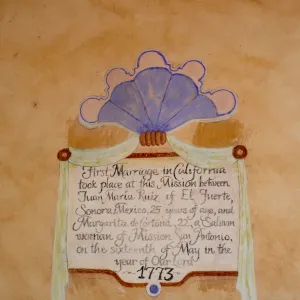 First Marriage in California
took place at this Mission between
Juan Maria Ruiz of El Fuerte,
Sonora, Mexico, 25 years of age, and
Margarita de Cortona, 22, a Salinan
woman of Mission San Antonio,
on the sixteenth of May in the
year of Our Lord
1773